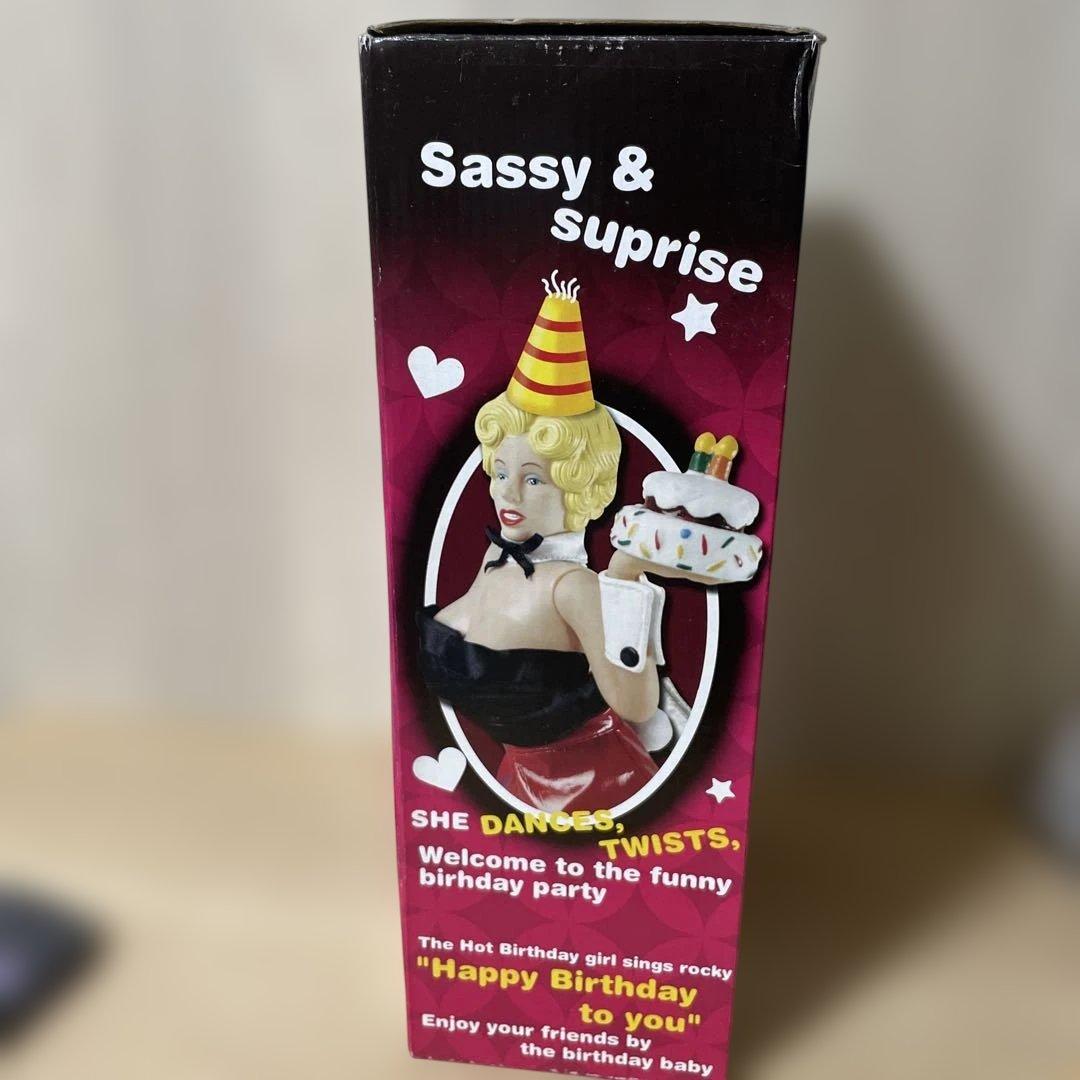 Sassy &
suprise
SHE DANCES,
TWISTS,
Welcome to the funny
birhday party
The Hot Birthday girl sings rocky
"Happy Birthday
to you"
Enjoy your friends by
the birthday baby